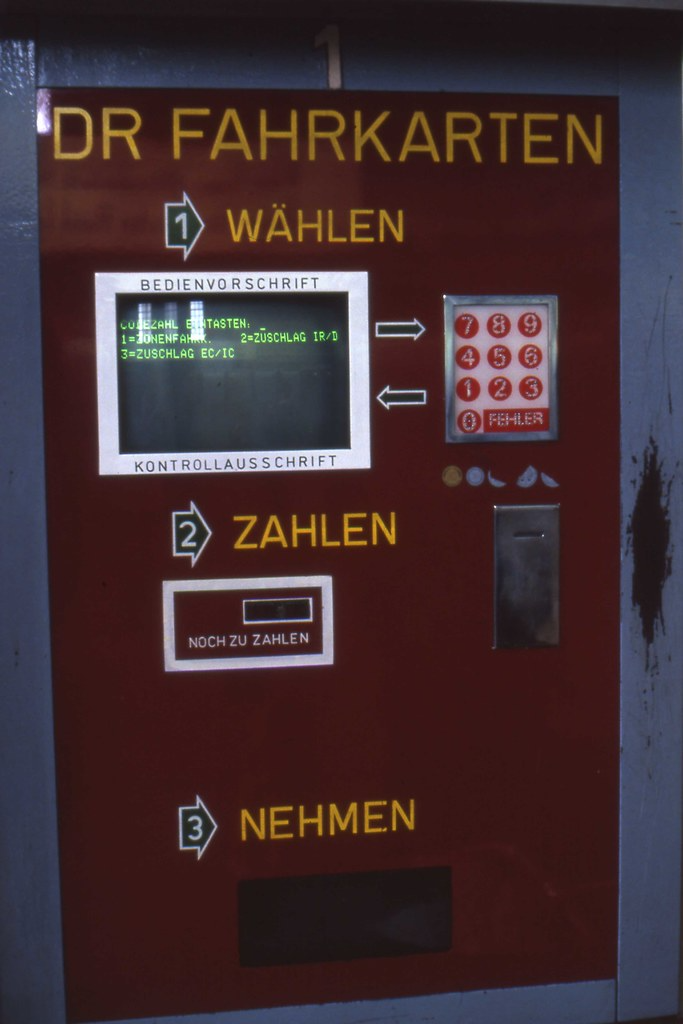 1
DR FAHRKARTEN
1 WÄHLEN
BEDIENVORSCHRIFT
CODEZAHL EINTASTEN: _
1=ZONENFAHRK. 2=ZUSCHLAG IR/D
3=ZUSCHLAG EC/IC
KONTROLLAUSSCHRIFT
7 8 9
4 5 6
1 2 3
0 FEHLER
2 ZAHLEN
NOCH ZU ZAHLEN
3 NEHMEN